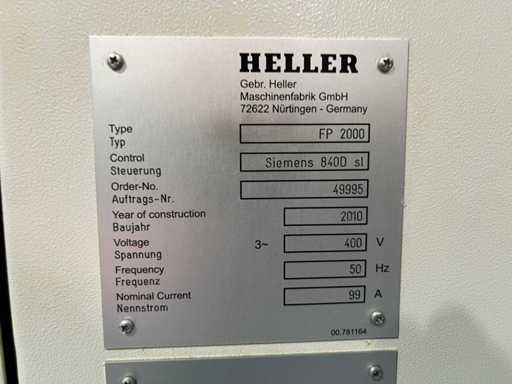 HELLER
Gebr. Heller
Maschinenfabrik GmbH
72622 Nürtingen - Germany
Type
Typ
FP 2000
Control
Steuerung
Siemens 840D sl
Order-No.
Auftrags-Nr.
49995
Year of construction
Baujahr
2010
Voltage
Spannung
3~ 400 V
Frequency
Frequenz
50 Hz
Nominal Current
Nennstrom
99 A
00.781164